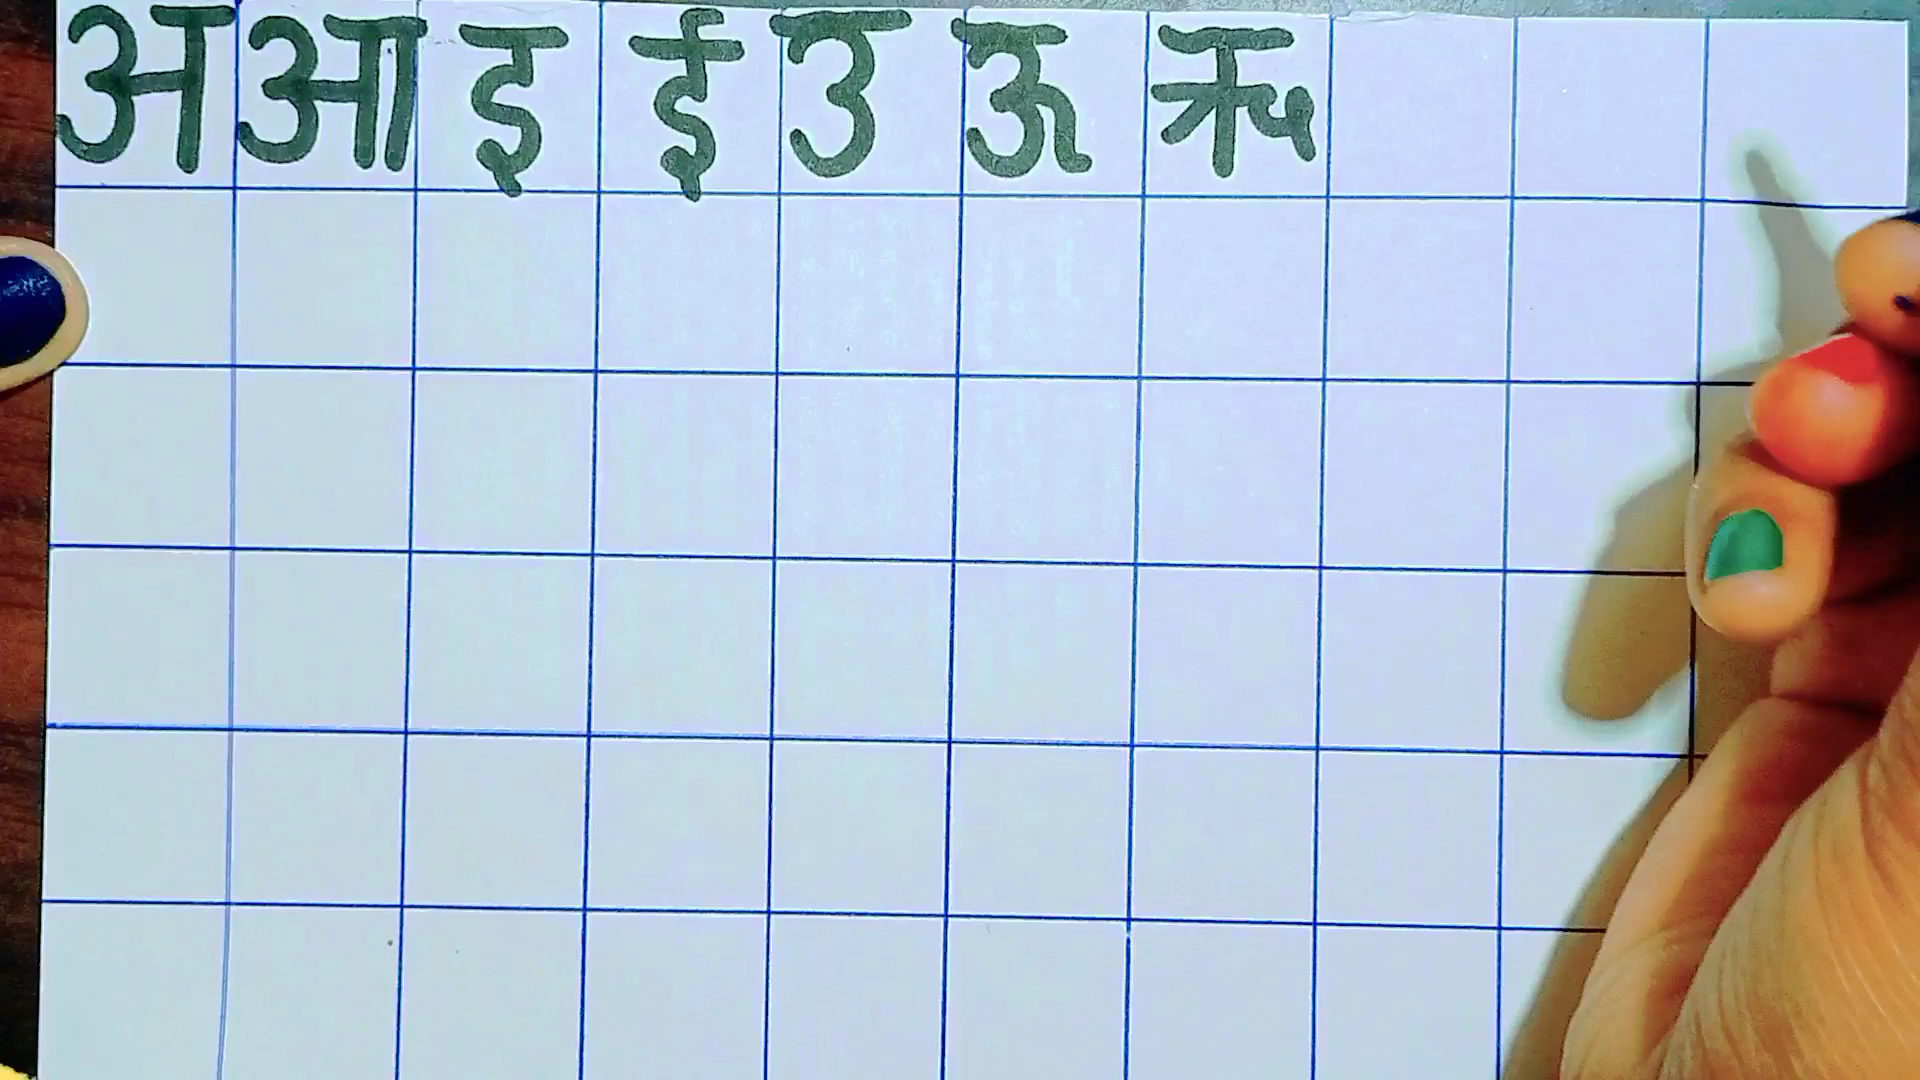 अ आ इ ई उ ऊ ऋ